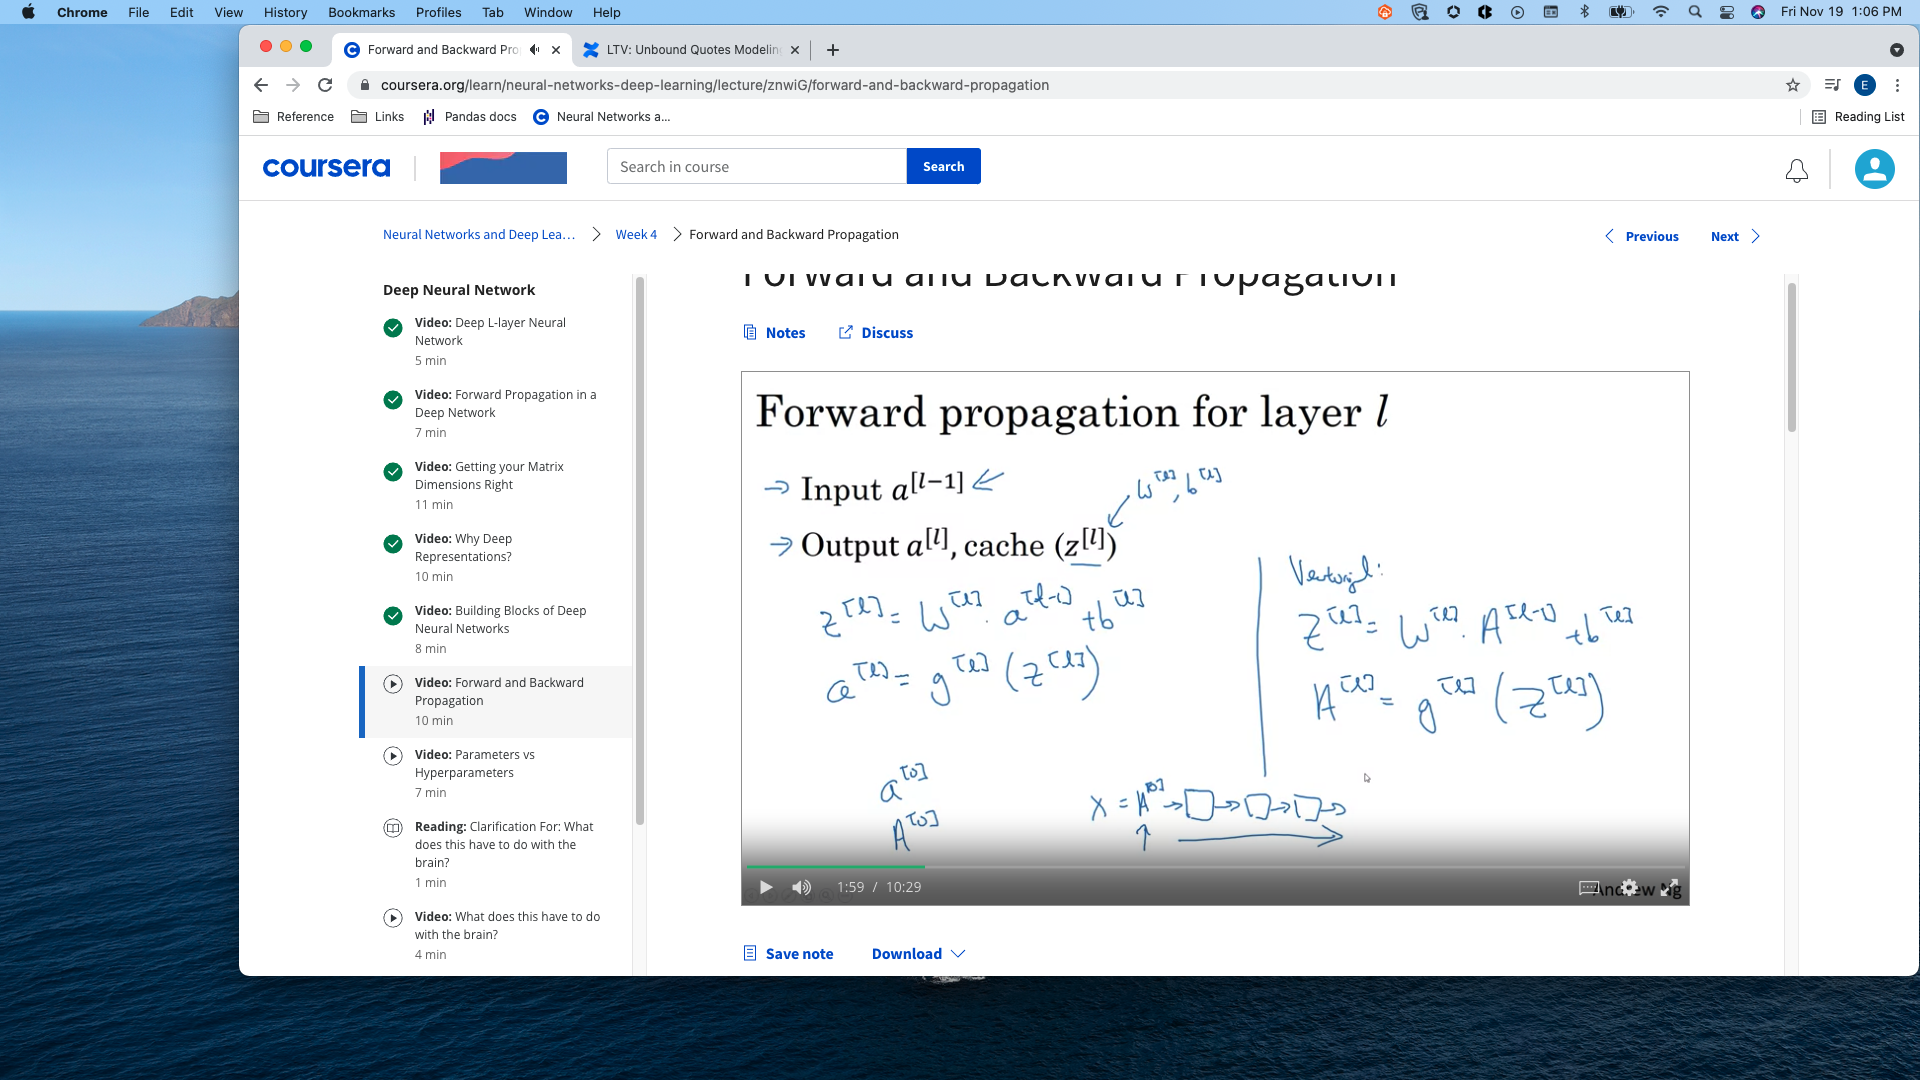 Chrome File Edit View History Bookmarks Profiles Tab Window Help Fri Nov 19 1:06 PM
Forward and Backward Pro LTV: Unbound Quotes Modelin
coursera.org/learn/neural-networks-deep-learning/lecture/znwiG/forward-and-backward-propagation E
Reference Links Pandas docs Neural Networks a... Reading List
coursera Search in course Search
Neural Networks and Deep Lea... Week 4 Forward and Backward Propagation Previous Next
Deep Neural Network
Video: Deep L-layer Neural
Network
5 min
Video: Forward Propagation in a
Deep Network
7 min
Video: Getting your Matrix
Dimensions Right
11 min
Video: Why Deep
Representations?
10 min
Video: Building Blocks of Deep
Neural Networks
8 min
Video: Forward and Backward
Propagation
10 min
Video: Parameters vs
Hyperparameters
7 min
Reading: Clarification For: What
does this have to do with the
brain?
1 min
Video: What does this have to do
with the brain?
4 min
Forward and Backward Propagation
Notes Discuss
Forward propagation for layer l
→ Input a[l−1] ←
W[l], b[l]
→ Output a[l], cache (z[l])
z[l] = W[l] · a[l-1] + b[l]
a[l] = g[l] (z[l])
a[0]
A[0]
Vectorized:
Z[l] = W[l] · A[l-1] + b[l]
A[l] = g[l] (Z[l])
X = A[0] → □ → □ → □ →
1:59 / 10:29
Andrew Ng
Save note Download